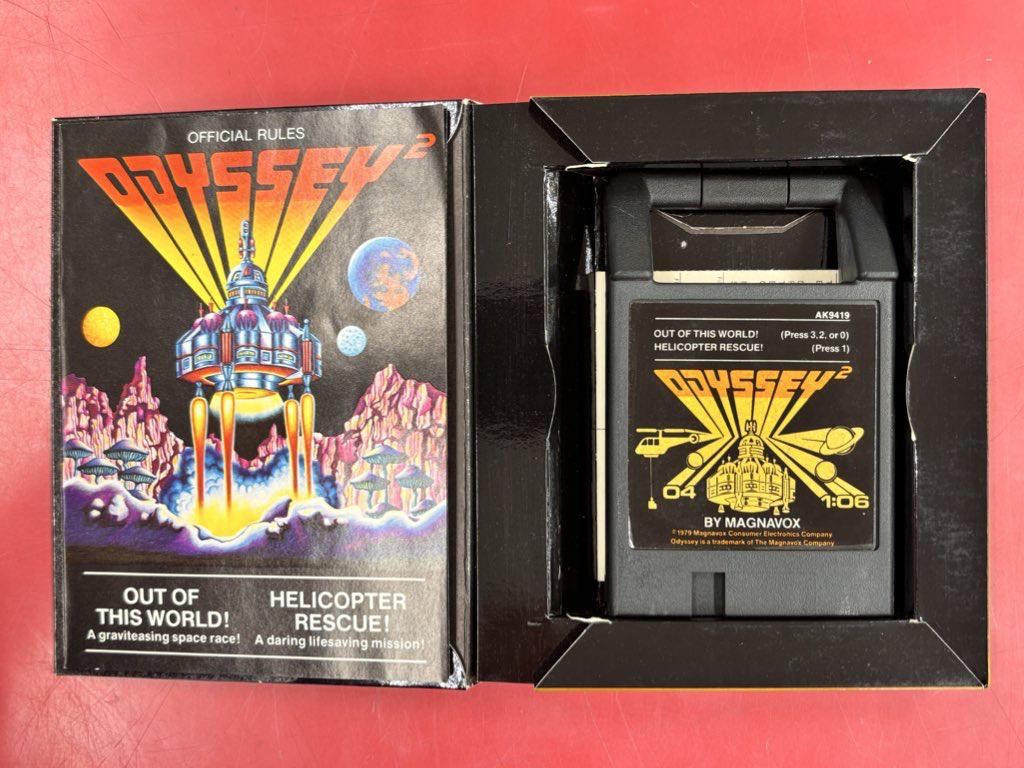 OFFICIAL RULES
ODYSSEY²
OUT OF
THIS WORLD!
A graviteasing space race!
HELICOPTER
RESCUE!
A daring lifesaving mission!
AK9419
OUT OF THIS WORLD! (Press 3,2, or 0)
HELICOPTER RESCUE! (Press 1)
ODYSSEY²
04 1:06
BY MAGNAVOX
©1979 Magnavox Consumer Electronics Company
Odyssey is a trademark of The Magnavox Company